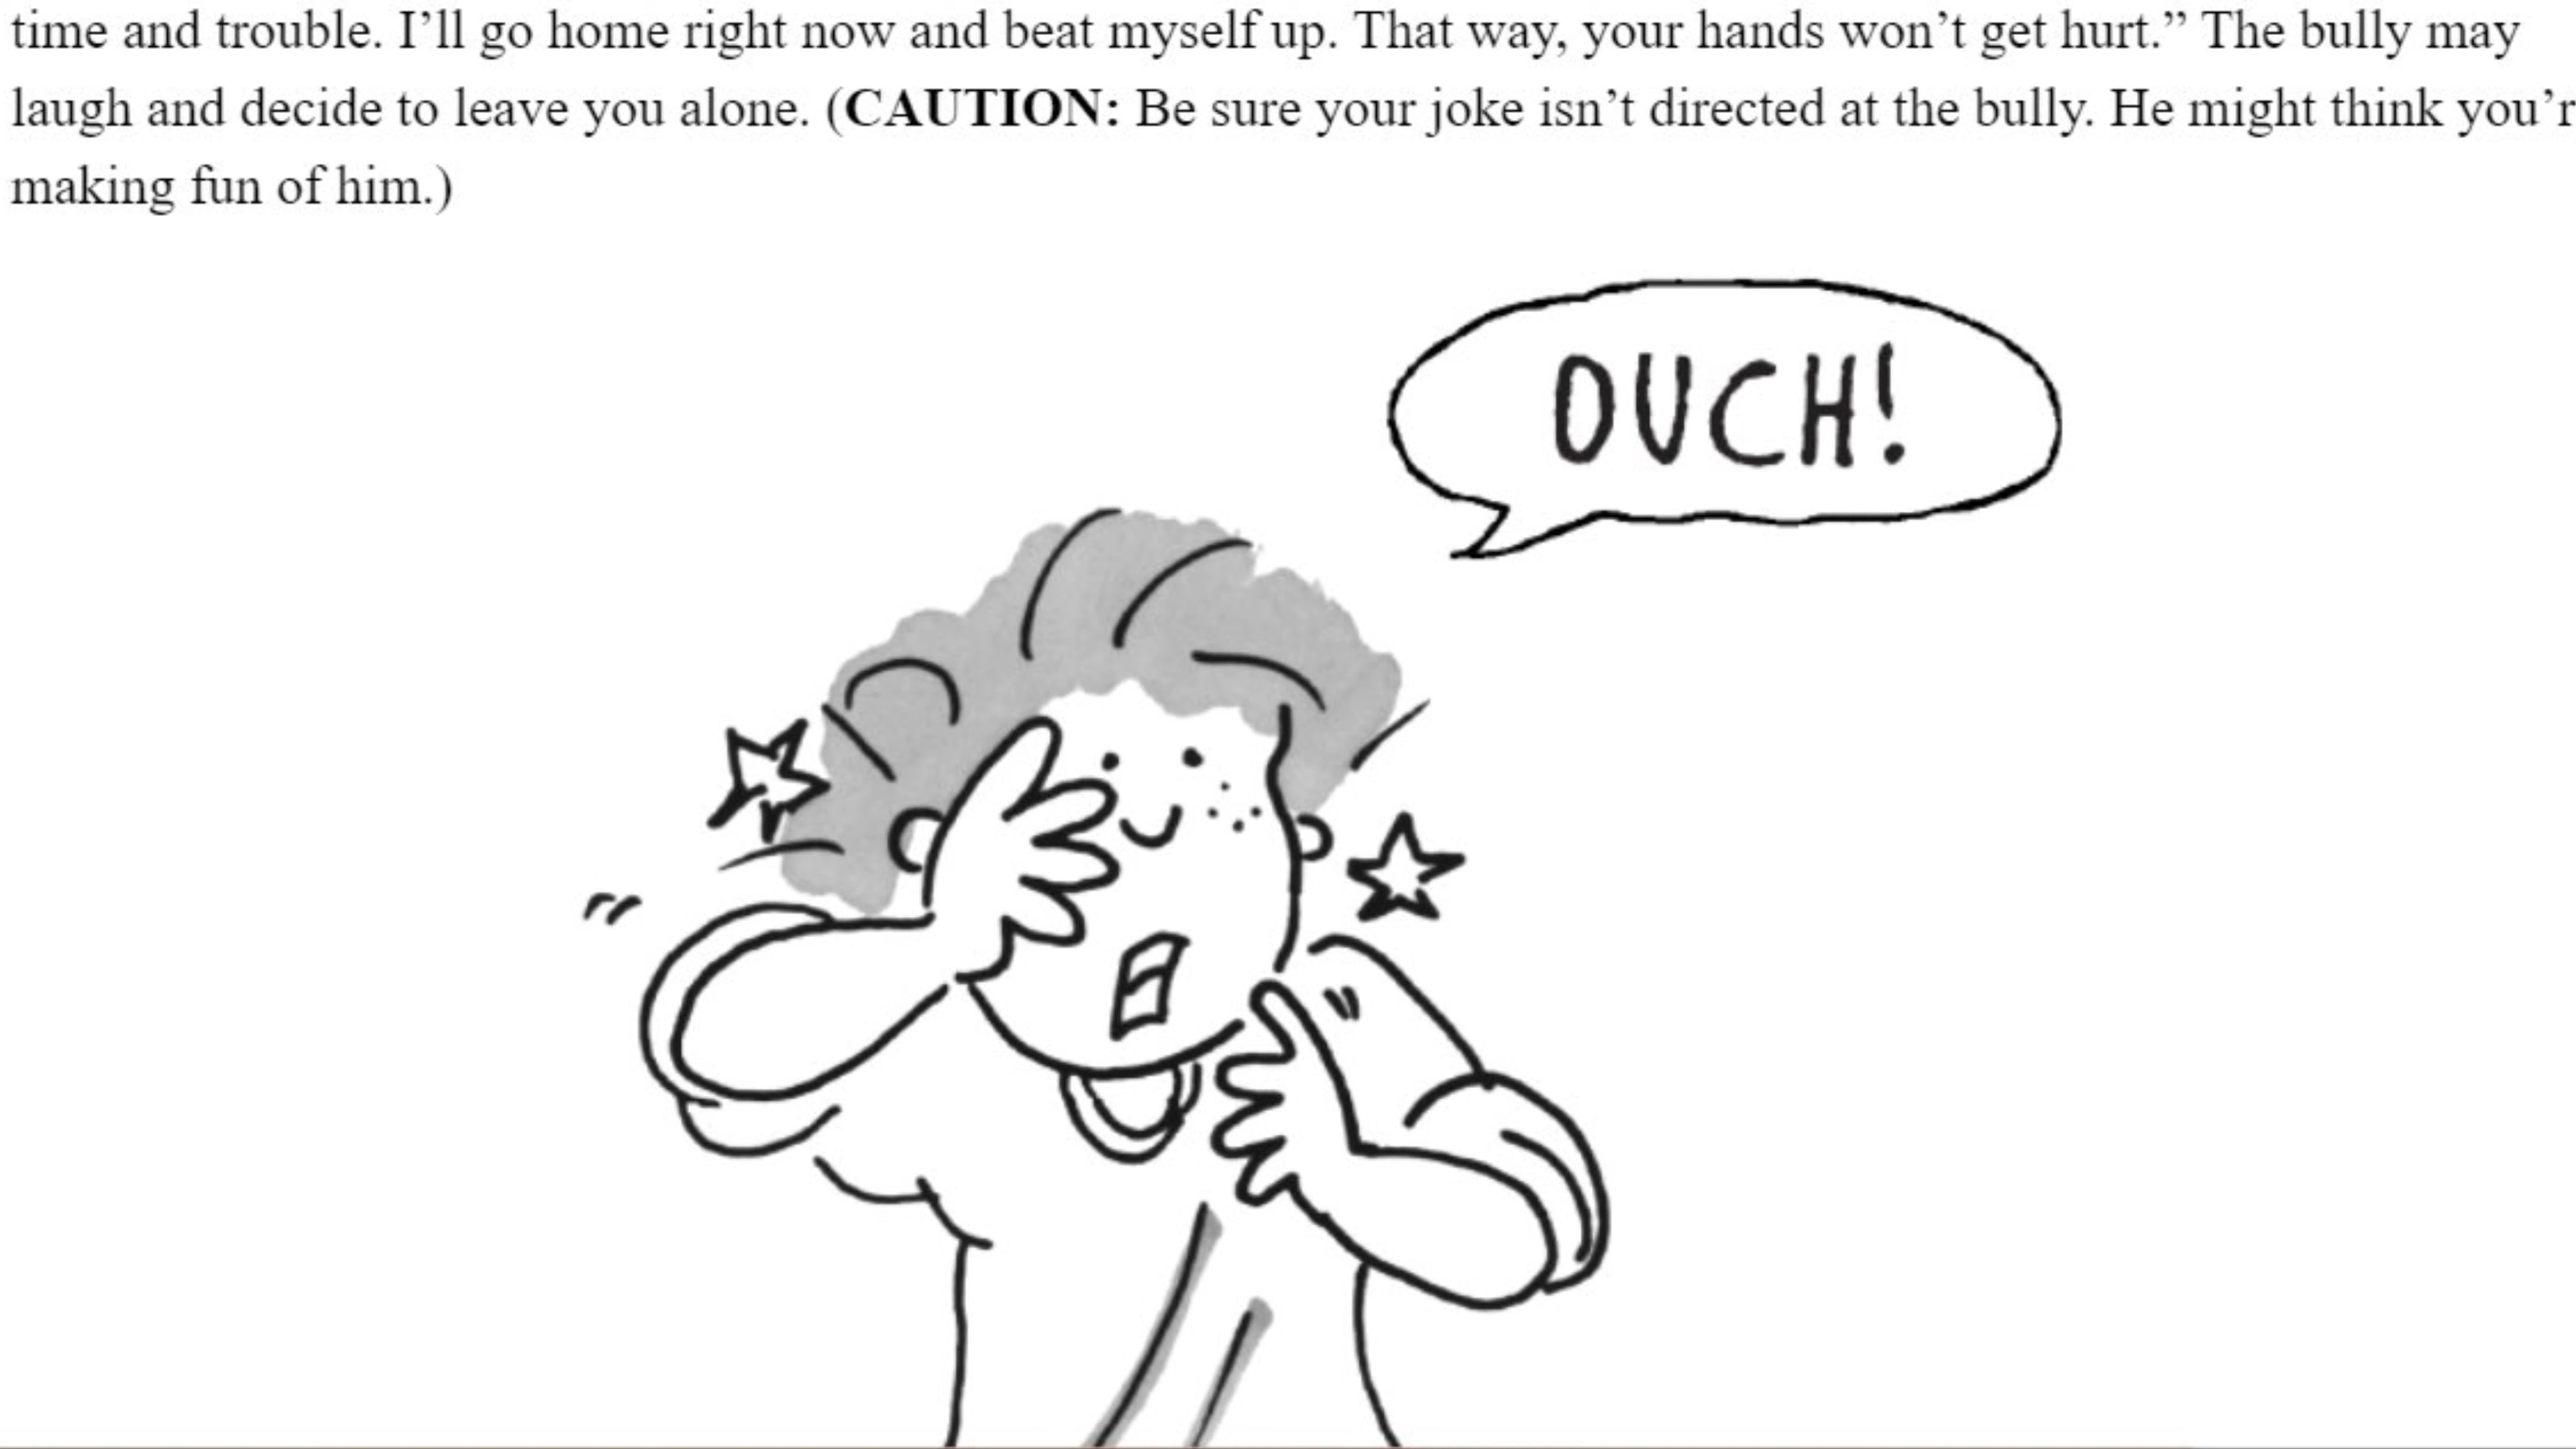 time and trouble. I’ll go home right now and beat myself up. That way, your hands won’t get hurt.” The bully may
laugh and decide to leave you alone. (CAUTION: Be sure your joke isn’t directed at the bully. He might think you’r
making fun of him.)
OUCH!